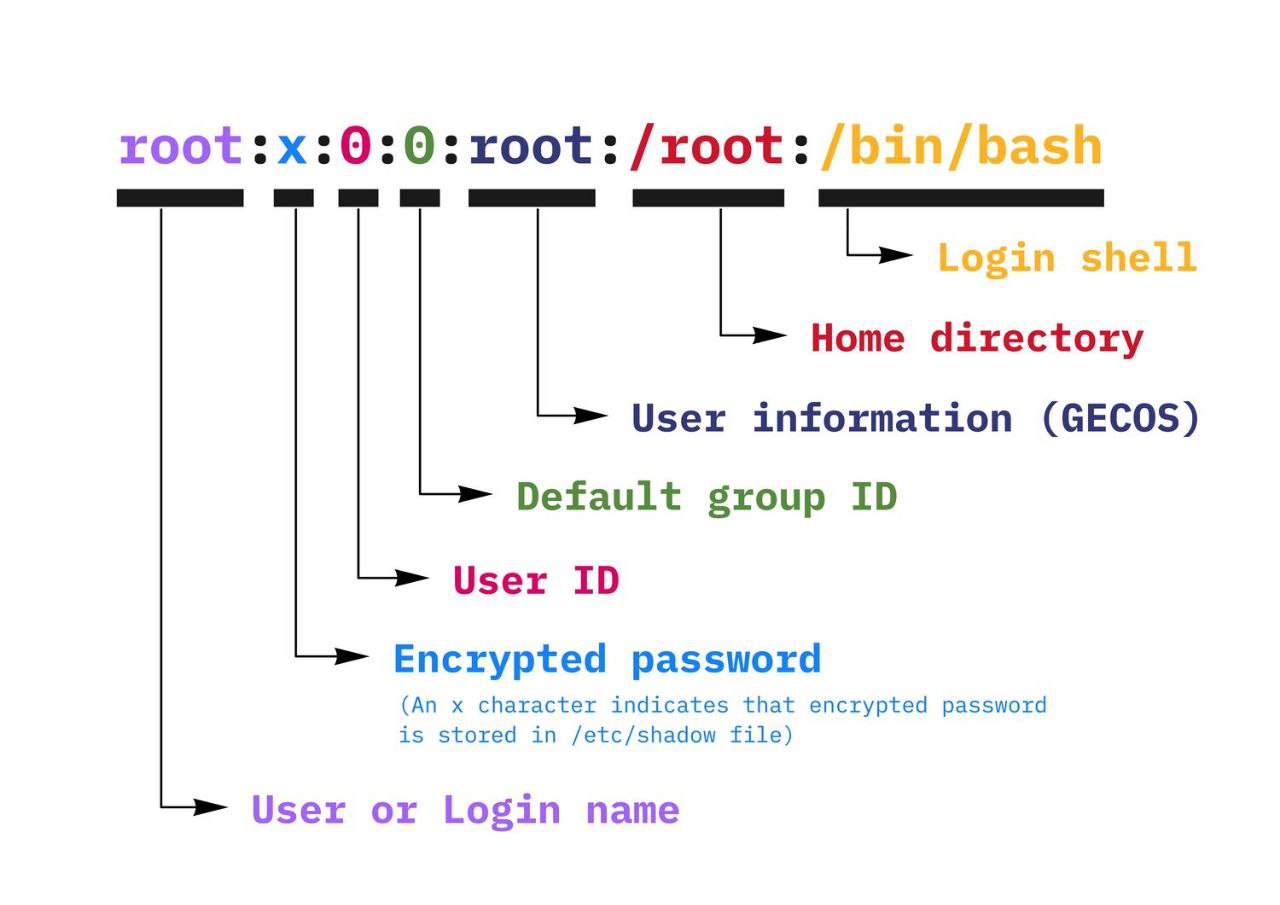 root:x:0:0:root:/root:/bin/bash
Login shell
Home directory
User information (GECOS)
Default group ID
User ID
Encrypted password
(An x character indicates that encrypted password
is stored in /etc/shadow file)
User or Login name